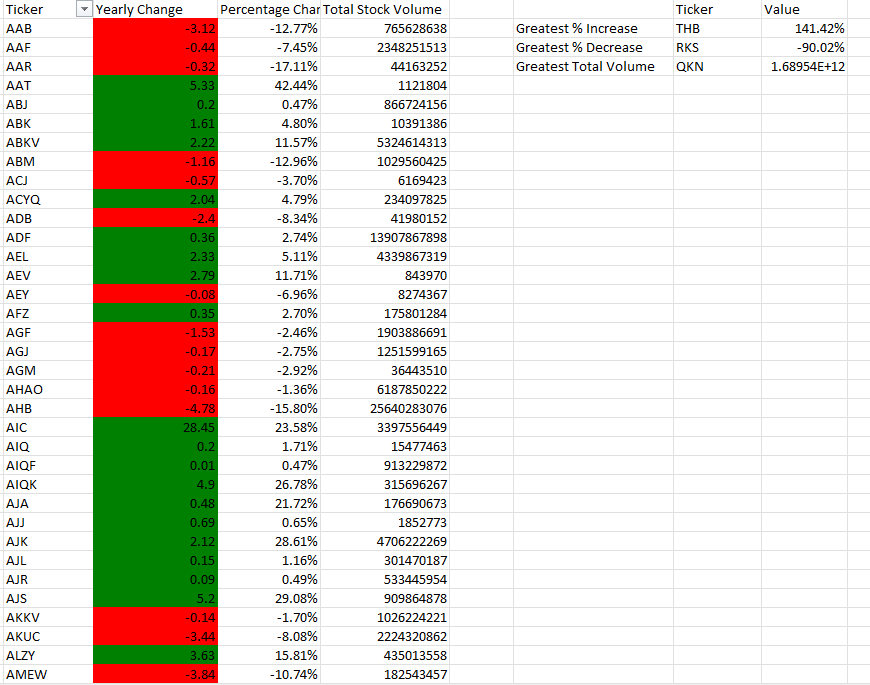 Ticker Yearly Change Percentage Char Total Stock Volume Ticker Value
AAB -3.12 -12.77% 765628638 Greatest % Increase THB 141.42%
AAF -0.44 -7.45% 2348251513 Greatest % Decrease RKS -90.02%
AAR -0.32 -17.11% 44163252 Greatest Total Volume QKN 1.68954E+12
AAT 5.33 42.44% 1121804
ABJ 0.2 0.47% 866724156
ABK 1.61 4.80% 10391386
ABKV 2.22 11.57% 5324614313
ABM -1.16 -12.96% 1029560425
ACJ -0.57 -3.70% 6169423
ACYQ 2.04 4.79% 234097825
ADB -2.4 -8.34% 41980152
ADF 0.36 2.74% 13907867898
AEL 2.33 5.11% 4339867319
AEV 2.79 11.71% 843970
AEY -0.08 -6.96% 8274367
AFZ 0.35 2.70% 175801284
AGF -1.53 -2.46% 1903886691
AGJ -0.17 -2.75% 1251599165
AGM -0.21 -2.92% 36443510
AHAO -0.16 -1.36% 6187850222
AHB -4.78 -15.80% 25640283076
AIC 28.45 23.58% 3397556449
AIQ 0.2 1.71% 15477463
AIQF 0.01 0.47% 913229872
AIQK 4.9 26.78% 315696267
AJA 0.48 21.72% 176690673
AJJ 0.69 0.65% 1852773
AJK 2.12 28.61% 4706222269
AJL 0.15 1.16% 301470187
AJR 0.09 0.49% 533445954
AJS 5.2 29.08% 909864878
AKKV -0.14 -1.70% 1026224221
AKUC -3.44 -8.08% 2224320862
ALZY 3.63 15.81% 435013558
AMEW -3.84 -10.74% 182543457